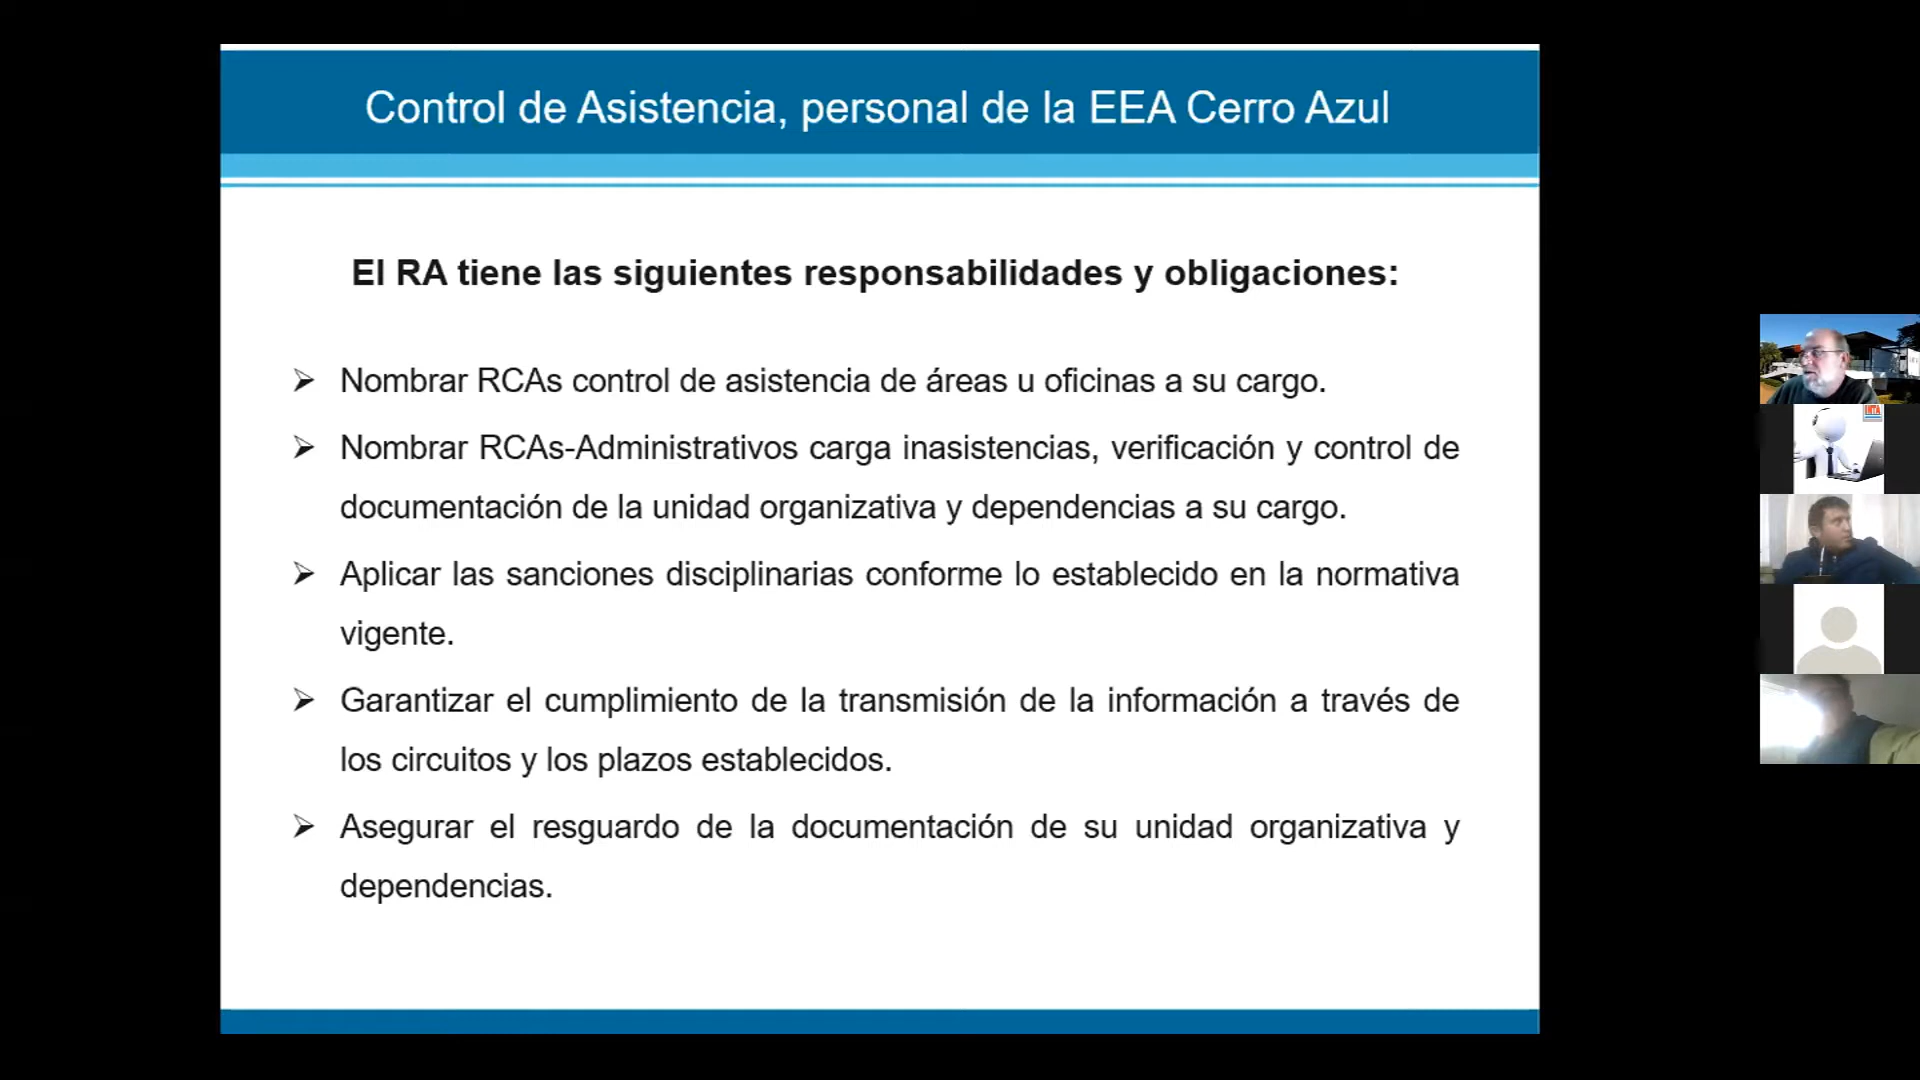 Control de Asistencia, personal de la EEA Cerro Azul
El RA tiene las siguientes responsabilidades y obligaciones:
➢ Nombrar RCAs control de asistencia de áreas u oficinas a su cargo.
➢ Nombrar RCAs-Administrativos carga inasistencias, verificación y control de
documentación de la unidad organizativa y dependencias a su cargo.
➢ Aplicar las sanciones disciplinarias conforme lo establecido en la normativa
vigente.
➢ Garantizar el cumplimiento de la transmisión de la información a través de
los circuitos y los plazos establecidos.
➢ Asegurar el resguardo de la documentación de su unidad organizativa y
dependencias.